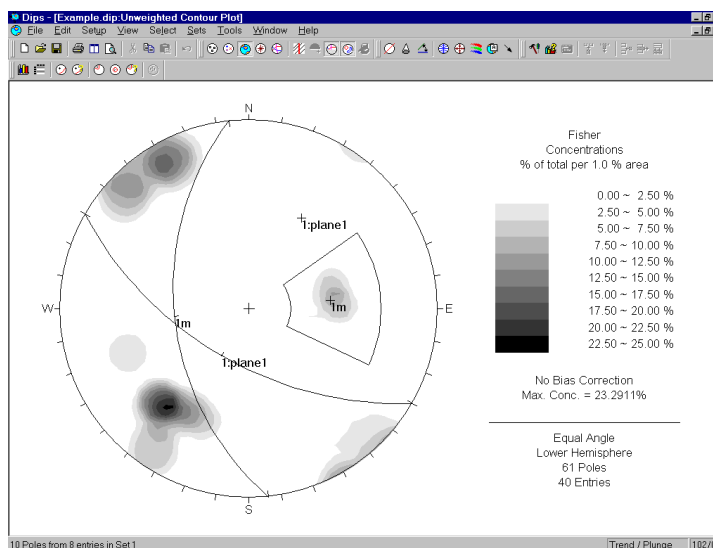 Dips - [Example.dip:Unweighted Contour Plot]
File Edit Setup View Select Sets Tools Window Help
N
W
E
S
1:plane1
1m
1m
1:plane1
Fisher
Concentrations
% of total per 1.0 % area
0.00 ~ 2.50 %
2.50 ~ 5.00 %
5.00 ~ 7.50 %
7.50 ~ 10.00 %
10.00 ~ 12.50 %
12.50 ~ 15.00 %
15.00 ~ 17.50 %
17.50 ~ 20.00 %
20.00 ~ 22.50 %
22.50 ~ 25.00 %
No Bias Correction
Max. Conc. = 23.2911%
Equal Angle
Lower Hemisphere
61 Poles
40 Entries
10 Poles from 8 entries in Set 1
Trend / Plunge